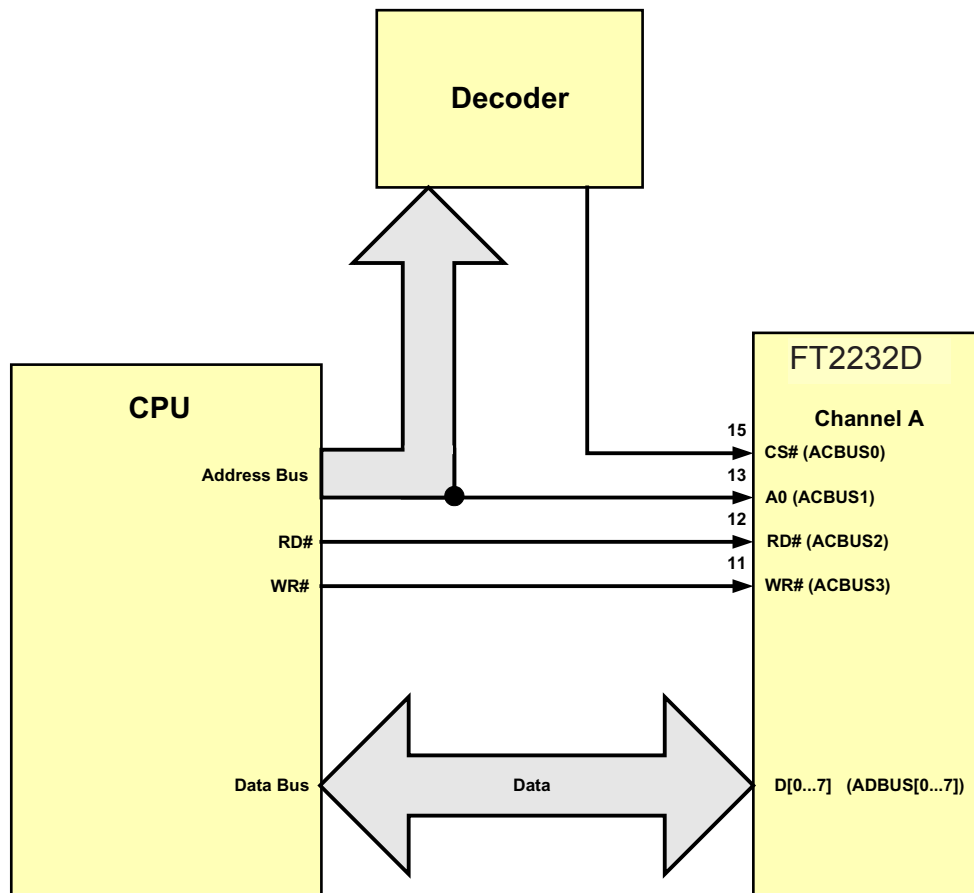 Decoder
CPU
Address Bus
RD#
WR#
Data Bus
Data
FT2232D
Channel A
15
CS# (ACBUS0)
13
A0 (ACBUS1)
12
RD# (ACBUS2)
11
WR# (ACBUS3)
D[0...7] (ADBUS[0...7])